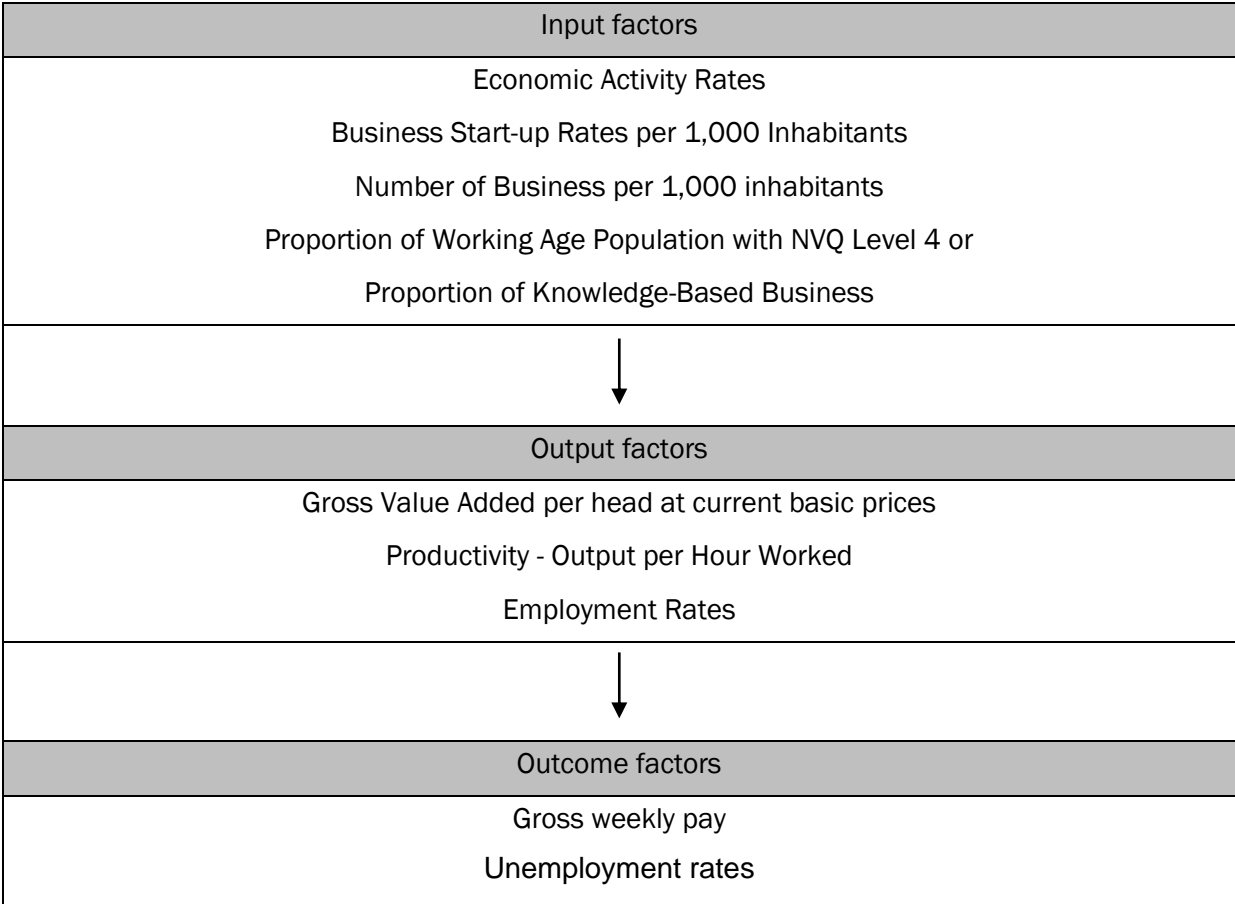 Input factors
Economic Activity Rates
Business Start-up Rates per 1,000 Inhabitants
Number of Business per 1,000 inhabitants
Proportion of Working Age Population with NVQ Level 4 or
Proportion of Knowledge-Based Business
Output factors
Gross Value Added per head at current basic prices
Productivity - Output per Hour Worked
Employment Rates
Outcome factors
Gross weekly pay
Unemployment rates